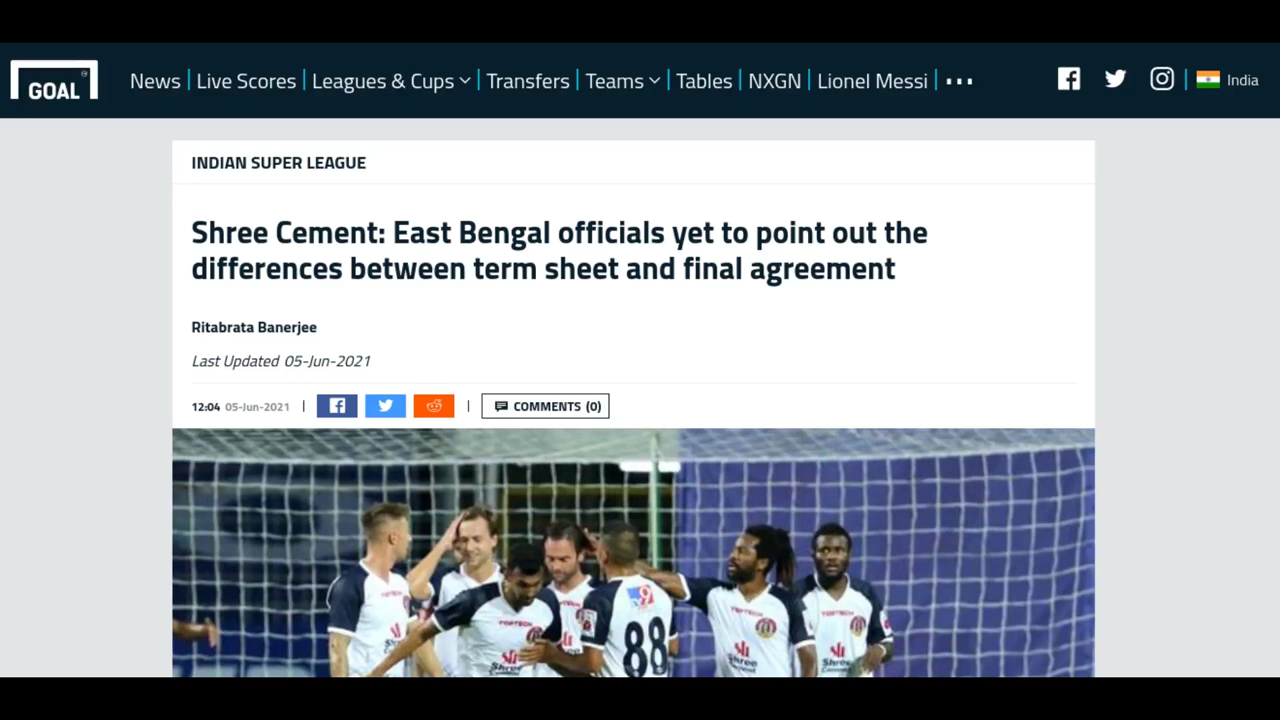 GOAL
News Live Scores Leagues & Cups Transfers Teams Tables NXGN Lionel Messi ...
India
INDIAN SUPER LEAGUE
Shree Cement: East Bengal officials yet to point out the
differences between term sheet and final agreement
Ritabrata Banerjee
Last Updated 05-Jun-2021
12:04 05-Jun-2021
COMMENTS (0)
TOPTECH
Shree
88